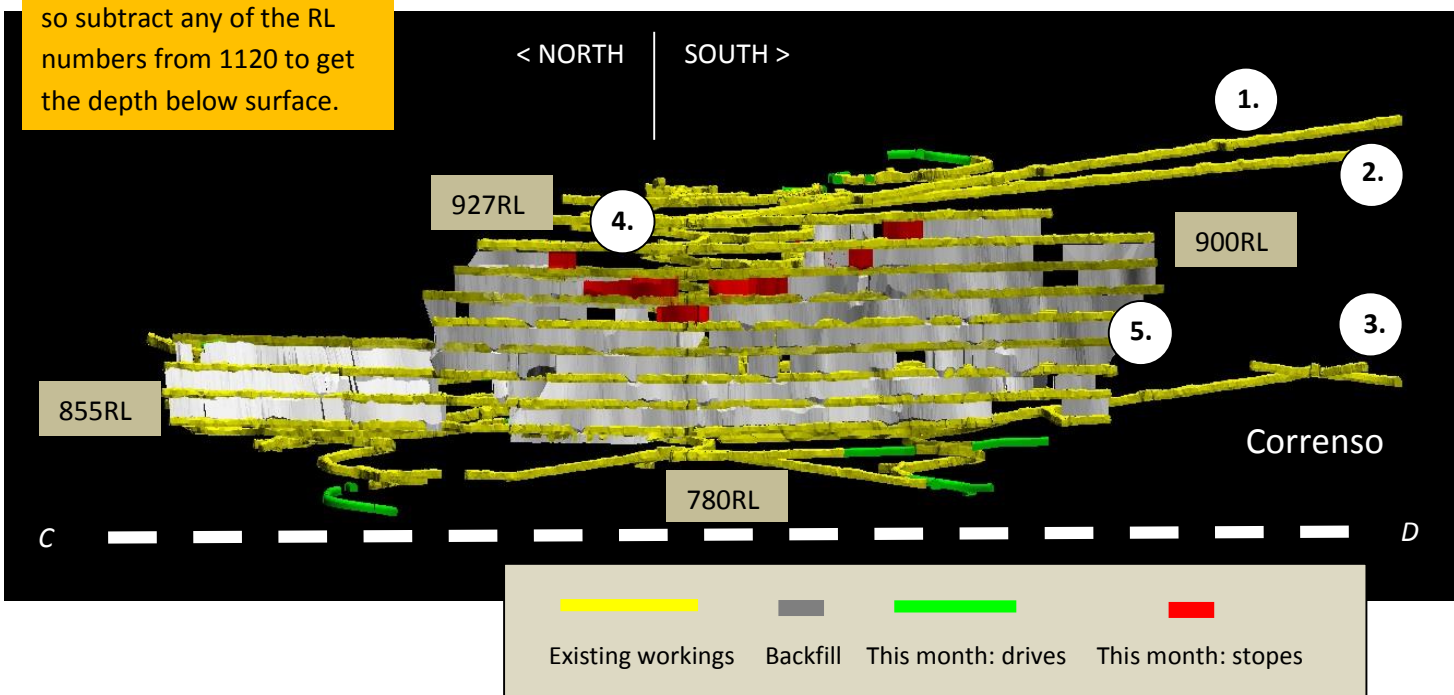 so subtract any of the RL
numbers from 1120 to get
the depth below surface.
< NORTH
SOUTH >
1.
2.
927RL
4.
900RL
5.
3.
855RL
Correnso
780RL
C
D
Existing workings
Backfill
This month: drives
This month: stopes